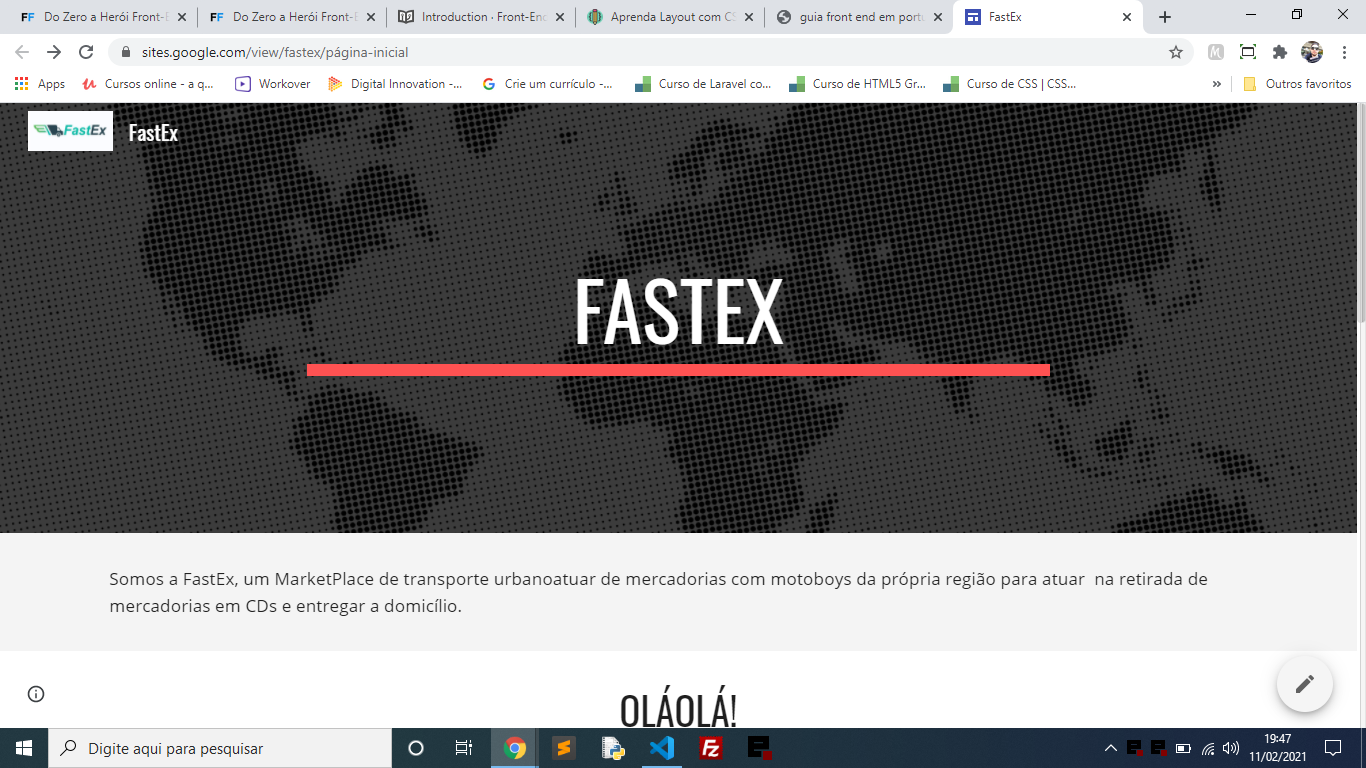 Do Zero a Herói Front-E
Do Zero a Herói Front-E
Introduction · Front-End
Aprenda Layout com CS
guia front end em portu
FastEx
sites.google.com/view/fastex/página-inicial
Apps
Cursos online - a q...
Workover
Digital Innovation -...
Crie um currículo -...
Curso de Laravel co...
Curso de HTML5 Gr...
Curso de CSS | CSS...
»
Outros favoritos
FastEx
FastEx
FASTEX
Somos a FastEx, um MarketPlace de transporte urbanoatuar de mercadorias com motoboys da própria região para atuar  na retirada de
mercadorias em CDs e entregar a domicílio.
OLÁOLÁ!
Digite aqui para pesquisar
19:47
11/02/2021